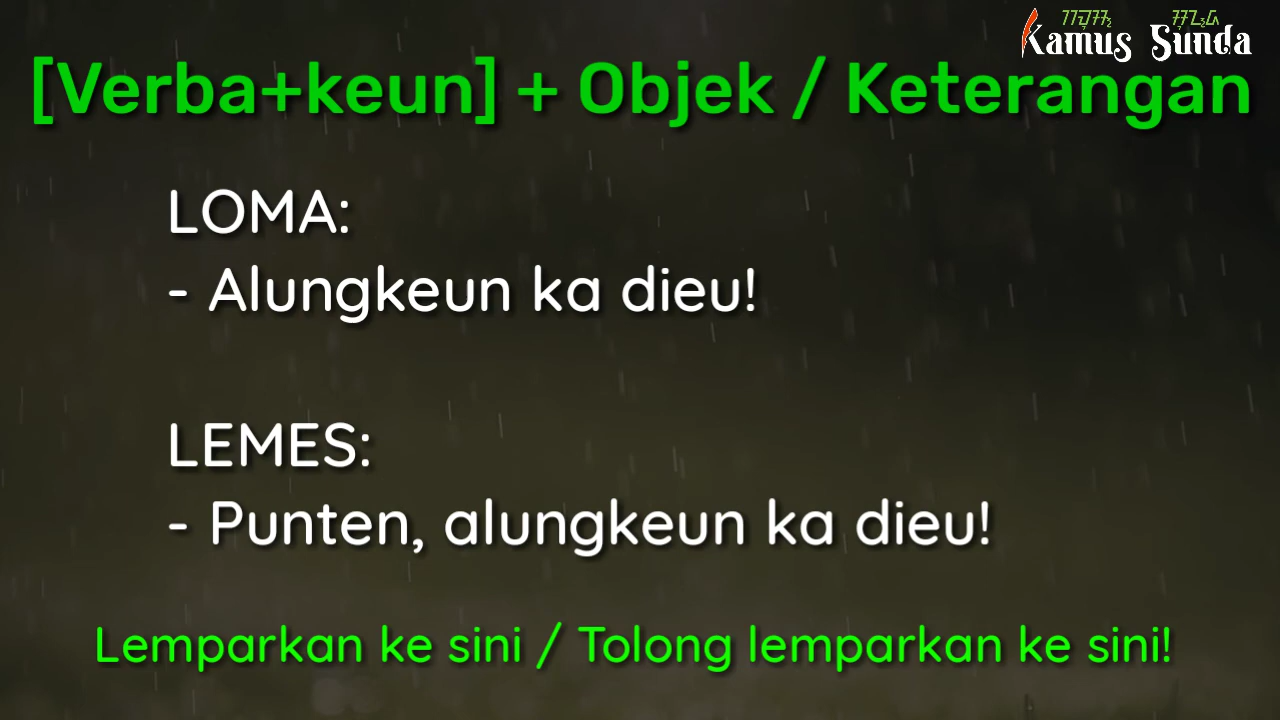 Kamus Sunda
[Verba+keun] + Objek / Keterangan
LOMA:
- Alungkeun ka dieu!
LEMES:
- Punten, alungkeun ka dieu!
Lemparkan ke sini / Tolong lemparkan ke sini!